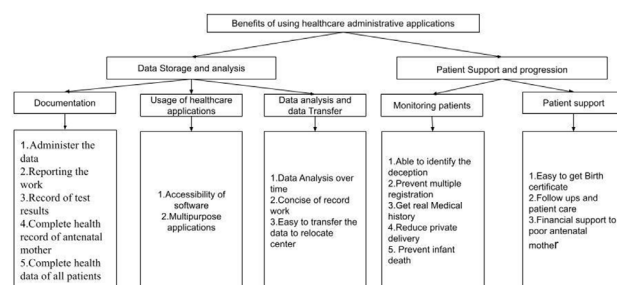 Benefits of using healthcare administrative applications
Data Storage and analysis
Patient Support and progression
Documentation
Usage of healthcare
applications
Data analysis and
data Transfer
Monitoring patients
Patient support
1.Administer the
data
2.Reporting the
work
3.Record of test
results
4.Complete health
record of antenatal
mother
5.Complete health
data of all patients
1.Accessibility of
software
2.Multipurpose
applications
1.Data Analysis over
time
2.Concise of record
work
3.Easy to transfer the
data to relocate
center
1.Able to identify the
deception
2.Prevent multiple
registration
3.Get real Medical
history
4.Reduce private
delivery
5. Prevent infant
death
1.Easy to get Birth
certificate
2.Follow ups and
patient care
3.Financial support to
poor antenatal
mother